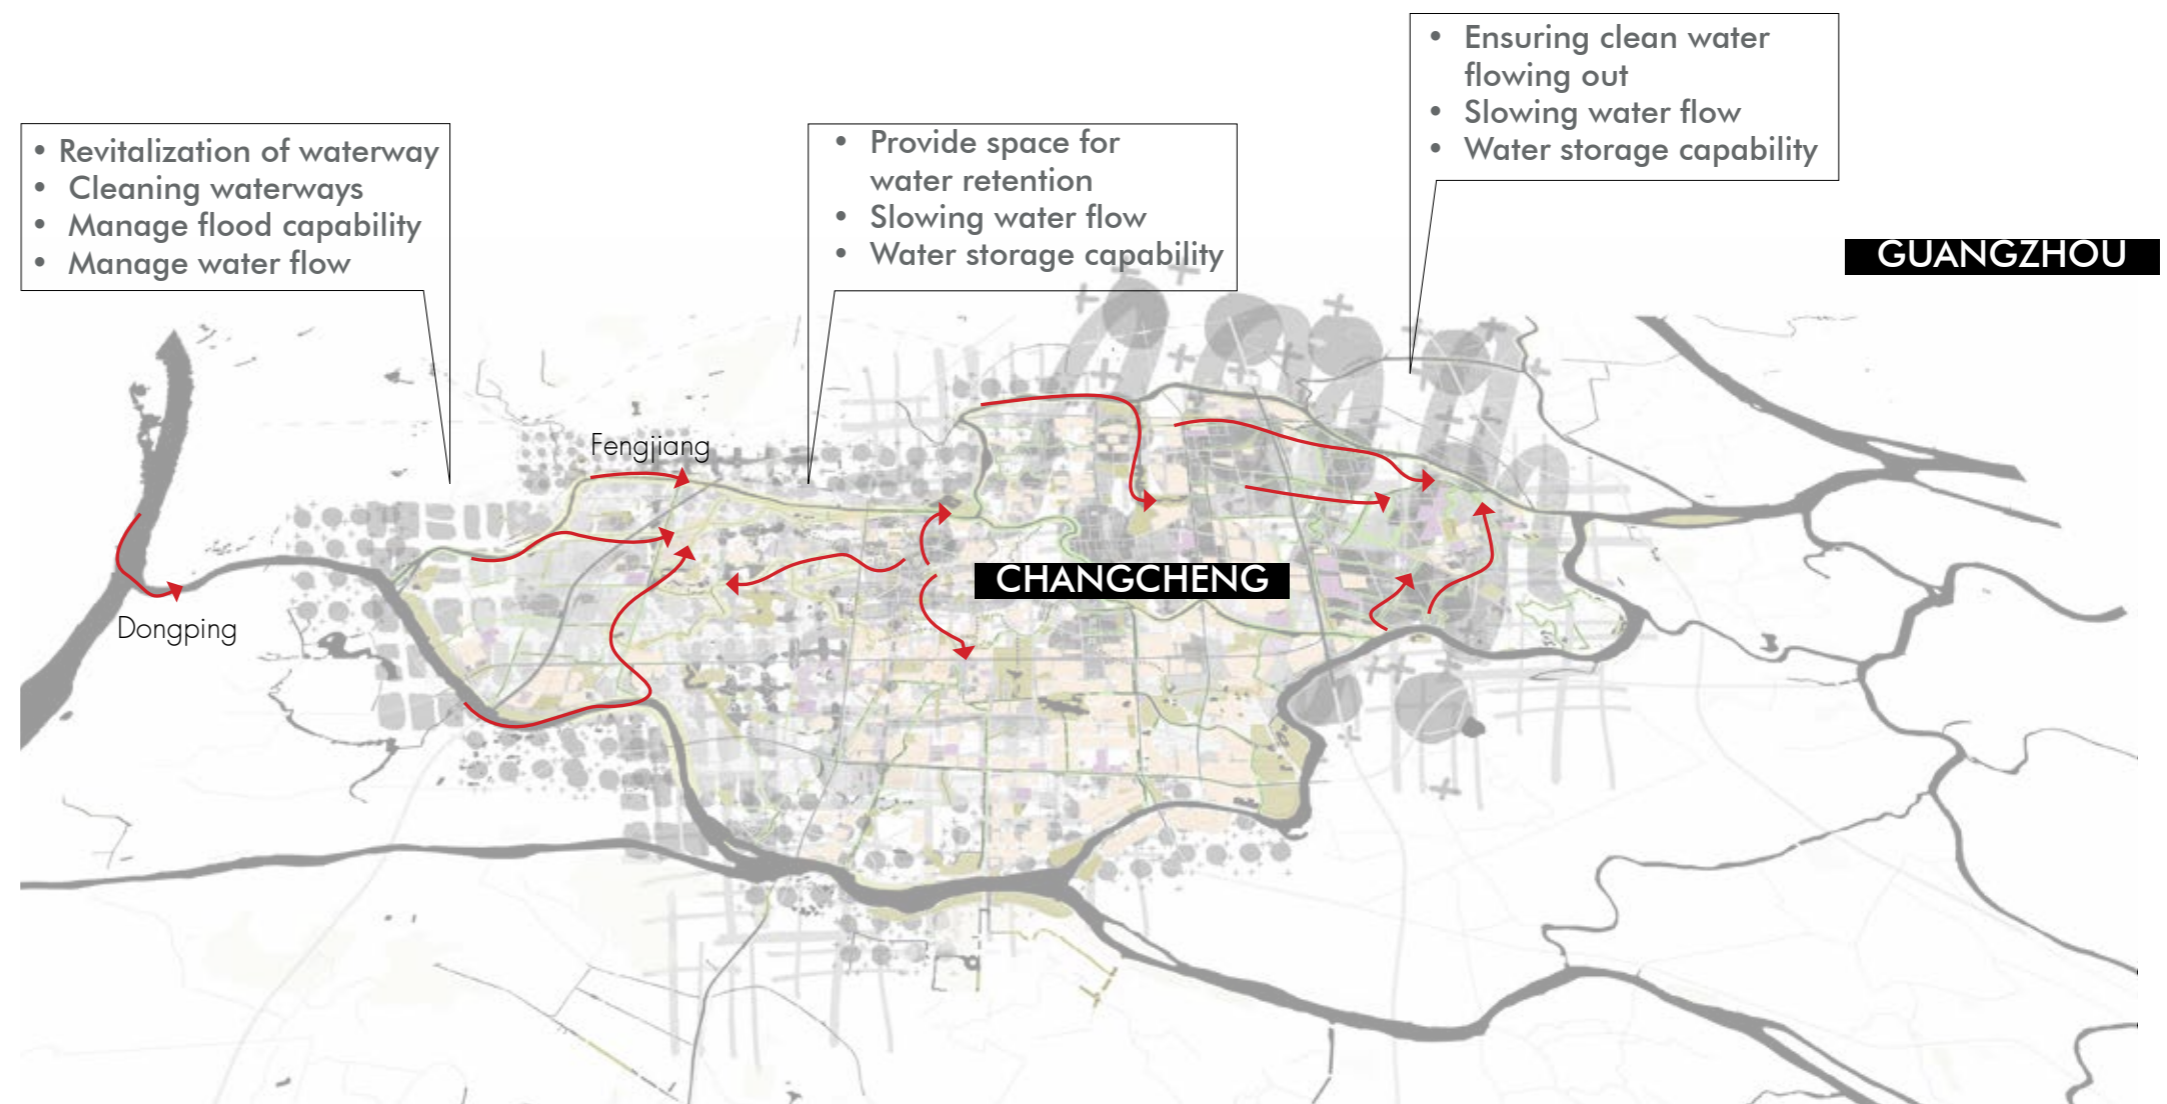 • Ensuring clean water
flowing out
• Slowing water flow
• Water storage capability
• Revitalization of waterway
• Cleaning waterways
• Manage flood capability
• Manage water flow
• Provide space for
water retention
• Slowing water flow
• Water storage capability
GUANGZHOU
Fengjiang
CHANGCHENG
Dongping